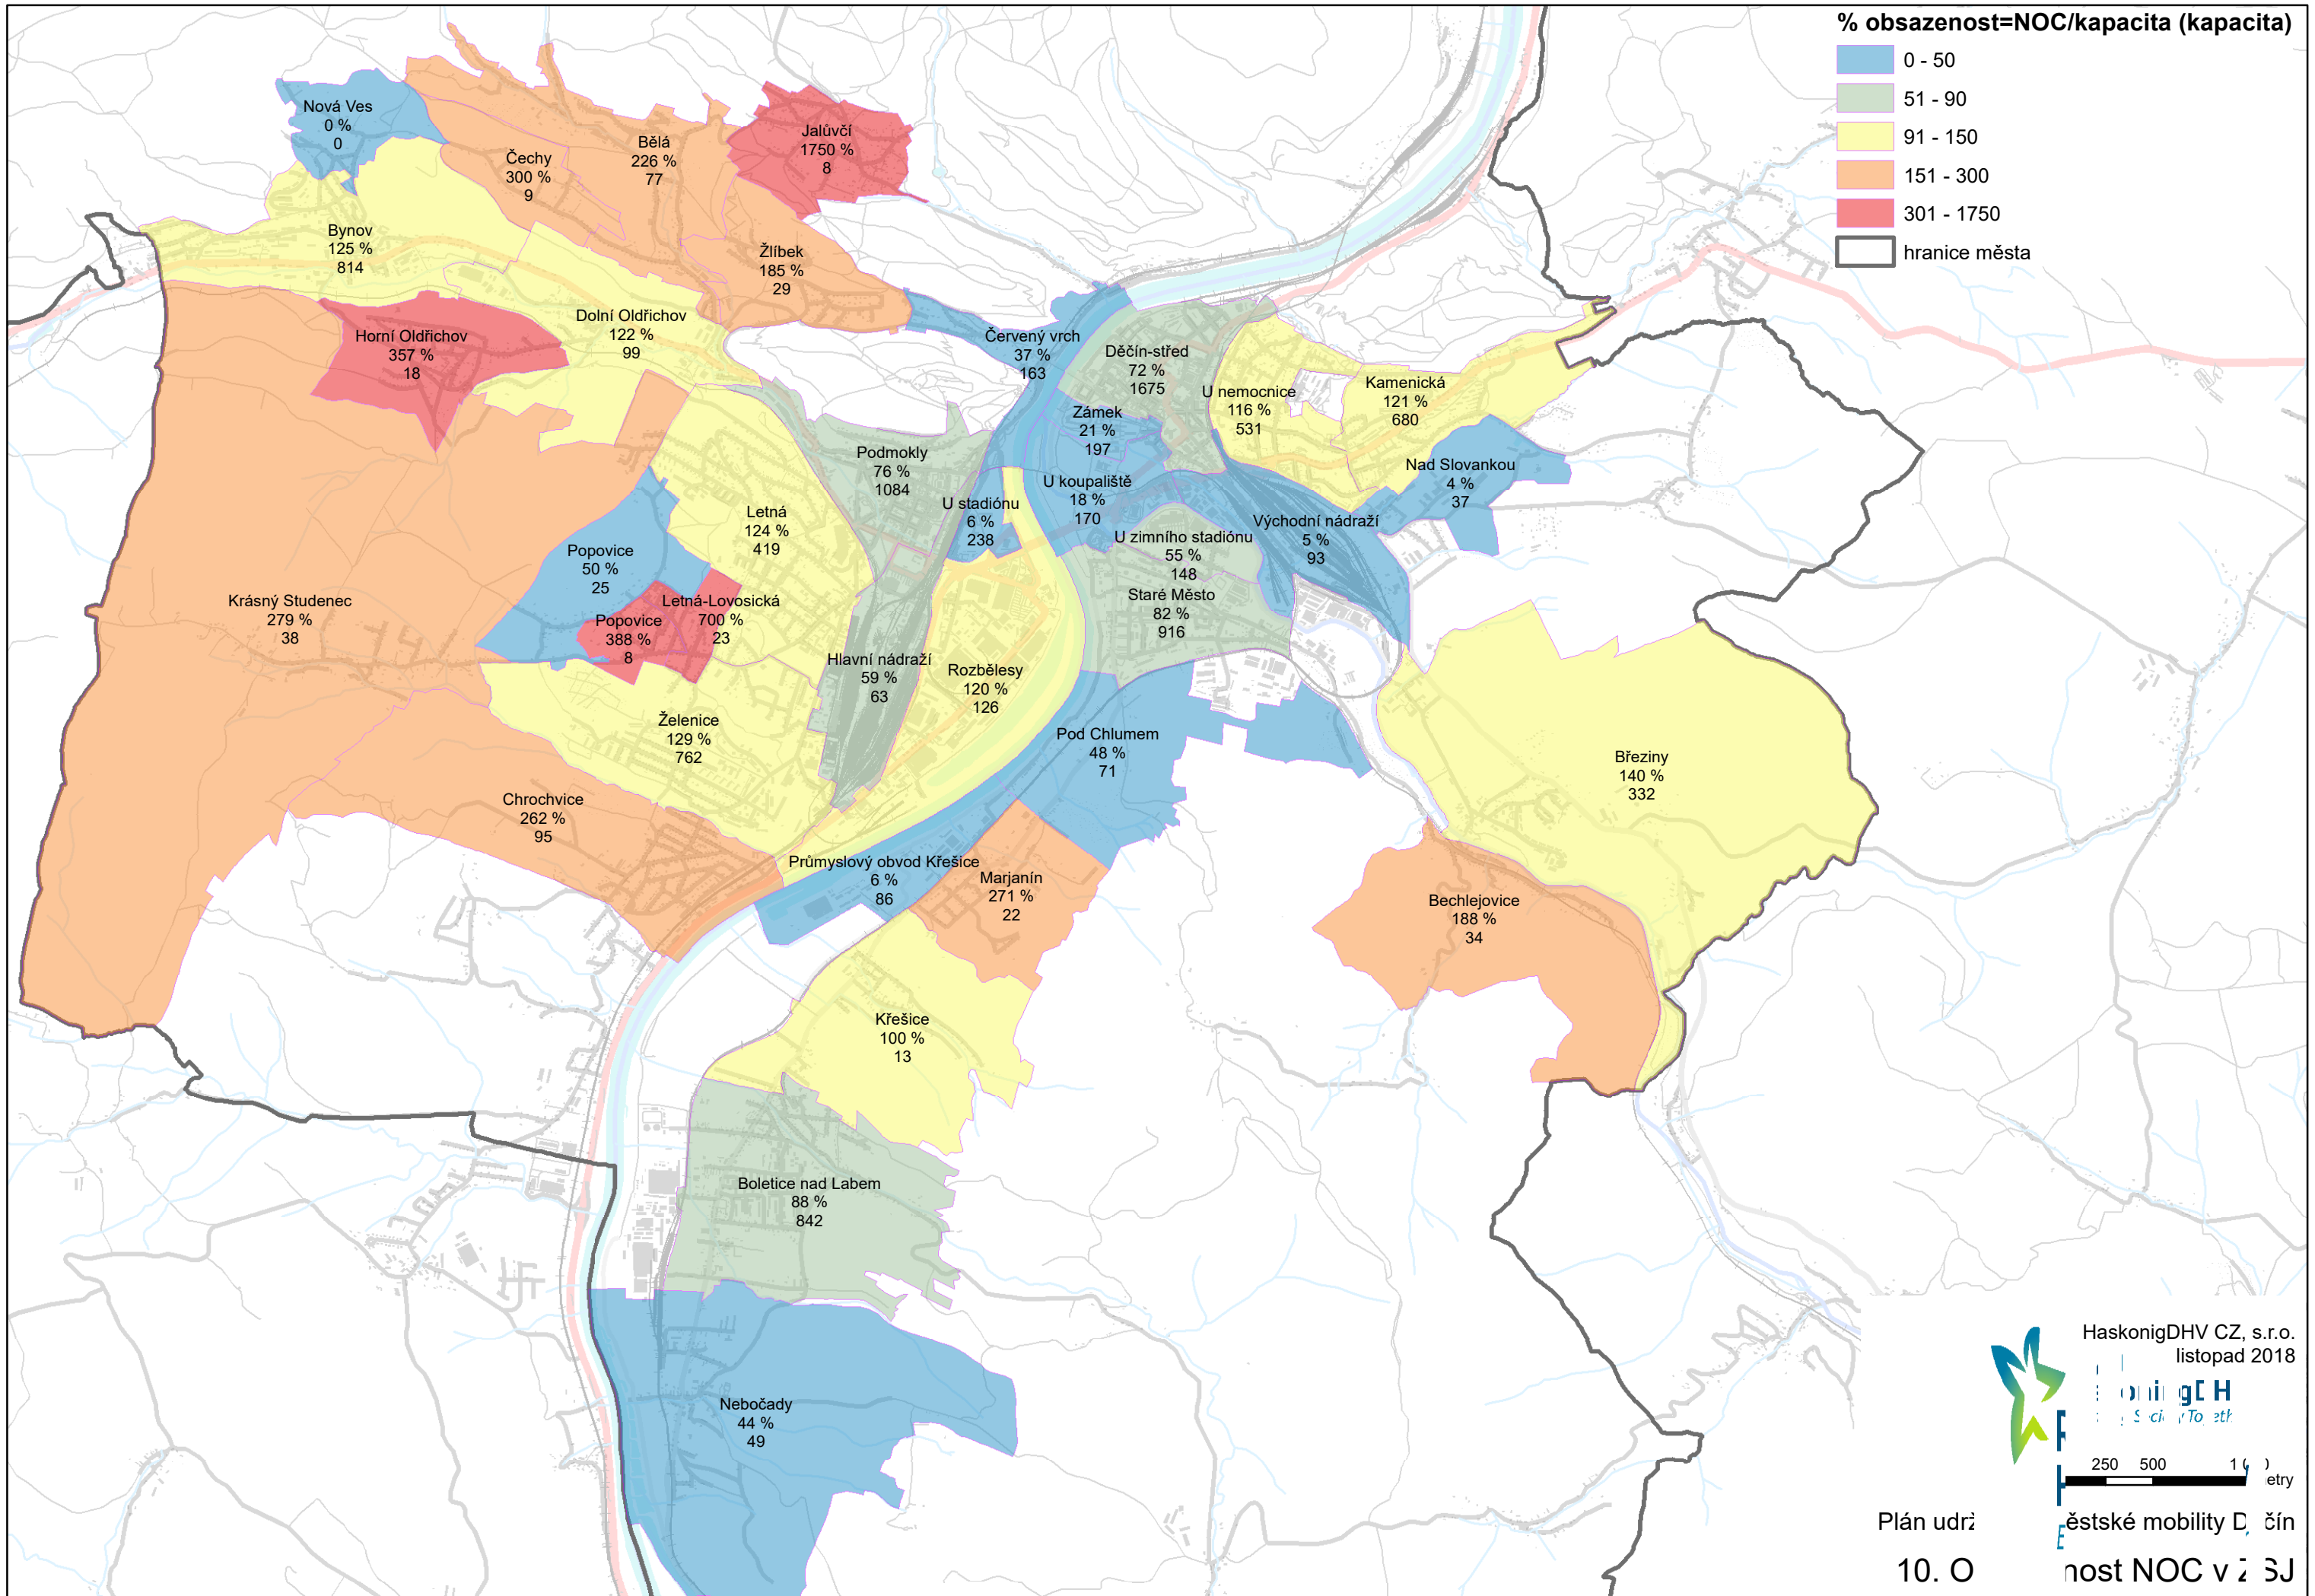 % obsazenost=NOC/kapacita (kapacita)
0 - 50
51 - 90
91 - 150
151 - 300
301 - 1750
hranice města
Nová Ves
0 %
0
Čechy
300 %
9
Bělá
226 %
77
Jalůvčí
1750 %
8
Bynov
125 %
814
Žlíbek
185 %
29
Horní Oldřichov
357 %
18
Dolní Oldřichov
122 %
99
Červený vrch
37 %
163
Děčín-střed
72 %
1675
U nemocnice
116 %
531
Kamenická
121 %
680
Zámek
21 %
197
Podmokly
76 %
1084
Nad Slovankou
4 %
37
U stadiónu
6 %
238
U koupaliště
18 %
170
Letná
124 %
419
Východní nádraží
5 %
93
U zimního stadiónu
55 %
148
Popovice
50 %
25
Staré Město
82 %
916
Krásný Studenec
279 %
38
Letná-Lovosická
700 %
23
Popovice
388 %
8
Hlavní nádraží
59 %
63
Rozbělesy
120 %
126
Želenice
129 %
762
Pod Chlumem
48 %
71
Březiny
140 %
332
Chrochvice
262 %
95
Průmyslový obvod Křešice
6 %
86
Marjanín
271 %
22
Bechlejovice
188 %
34
Křešice
100 %
13
Boletice nad Labem
88 %
842
Nebočady
44 %
49
HaskonigDHV CZ, s.r.o.
listopad 2018
250 500
Plán městské mobility
10. NOC v